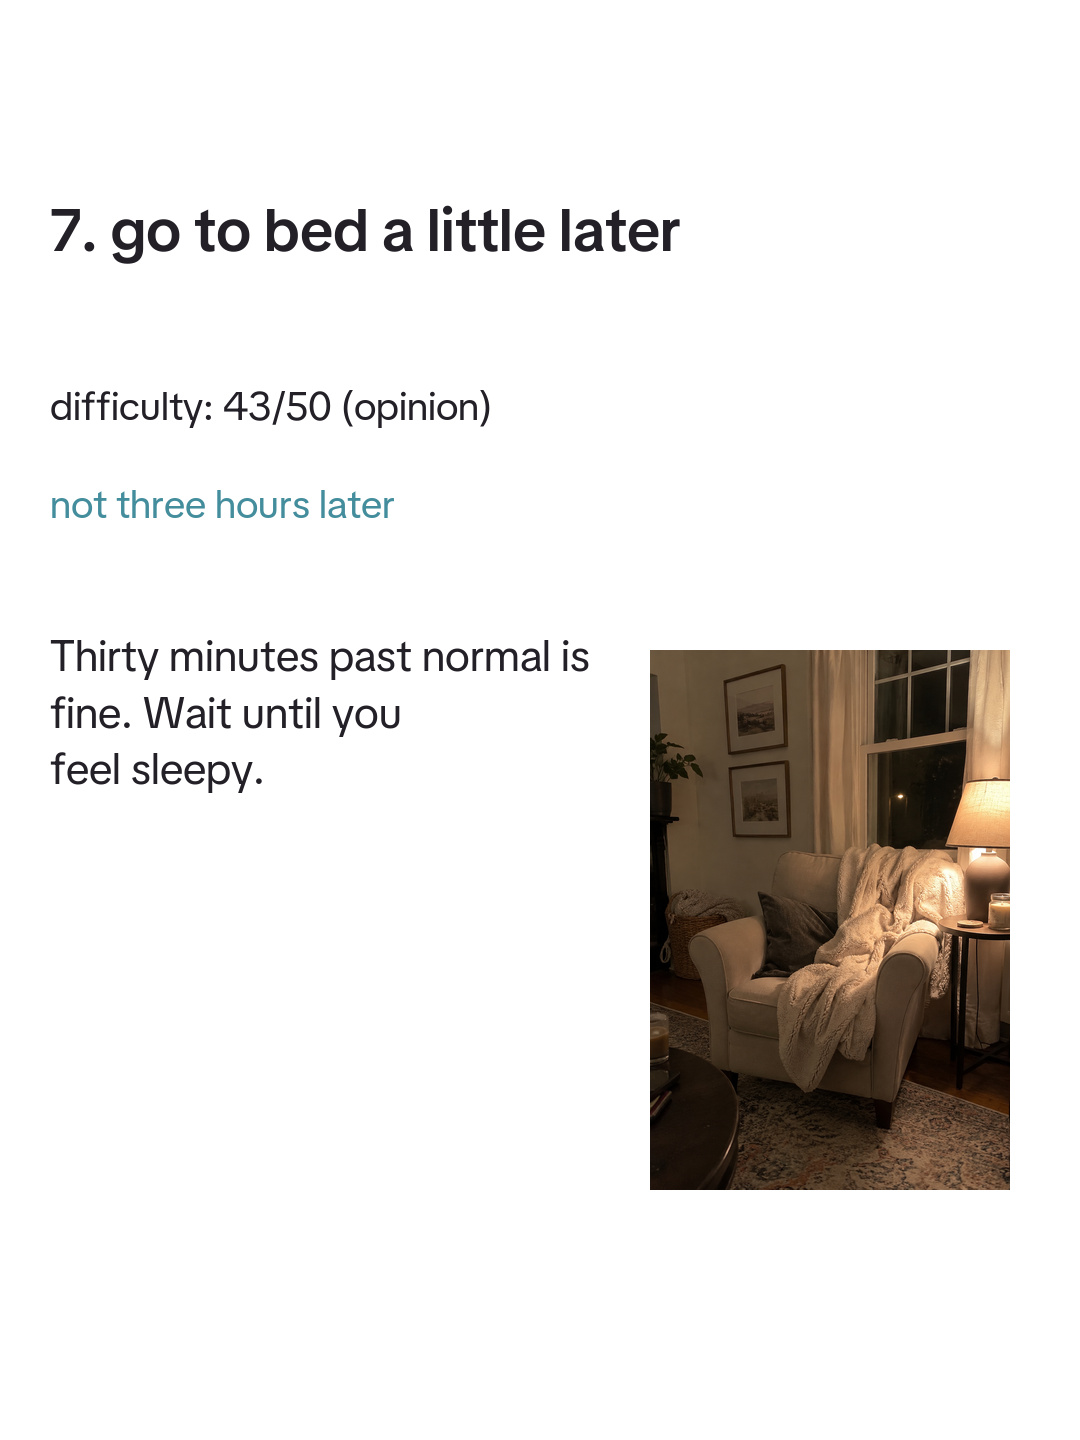 7. go to bed a little later
difficulty: 43/50 (opinion)
not three hours later
Thirty minutes past normal is
fine. Wait until you
feel sleepy.